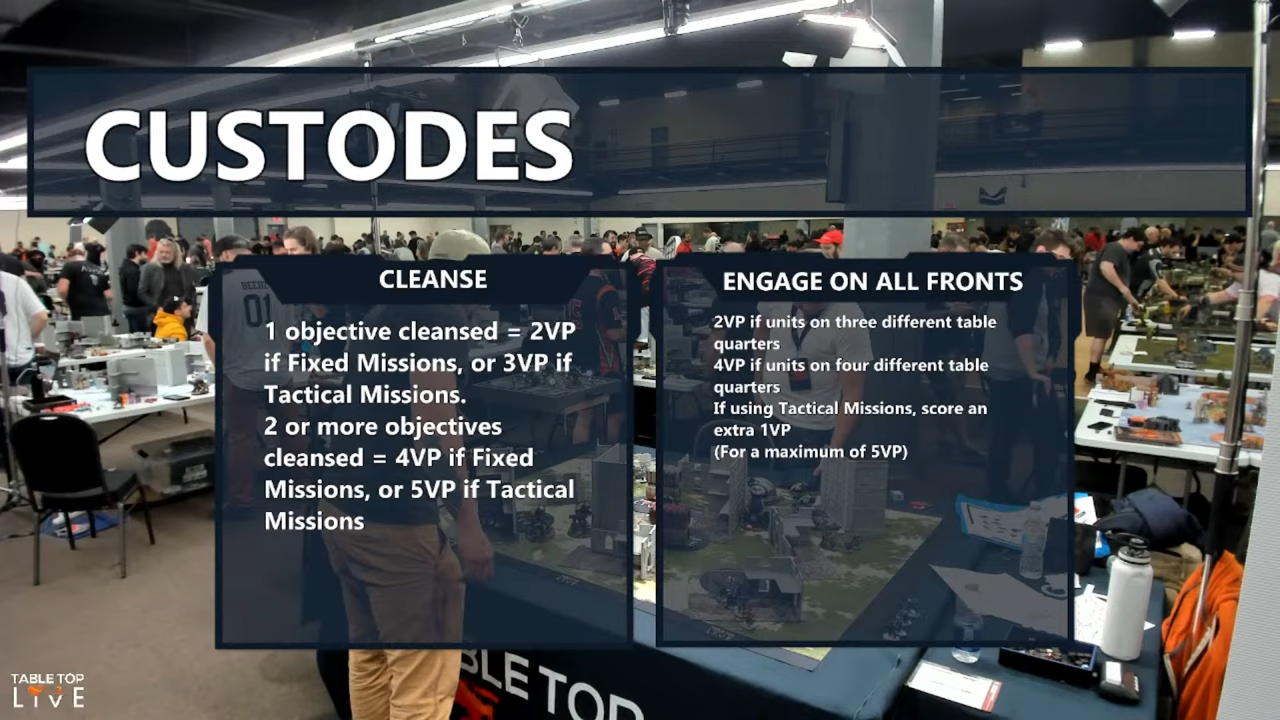 CUSTODES
CLEANSE
1 objective cleansed = 2VP
if Fixed Missions, or 3VP if
Tactical Missions.
2 or more objectives
cleansed = 4VP if Fixed
Missions, or 5VP if Tactical
Missions
ENGAGE ON ALL FRONTS
2VP if units on three different table
quarters
4VP if units on four different table
quarters
If using Tactical Missions, score an
extra 1VP
(For a maximum of 5VP)
01
TABLE TOP
LIVE
BLE TOP